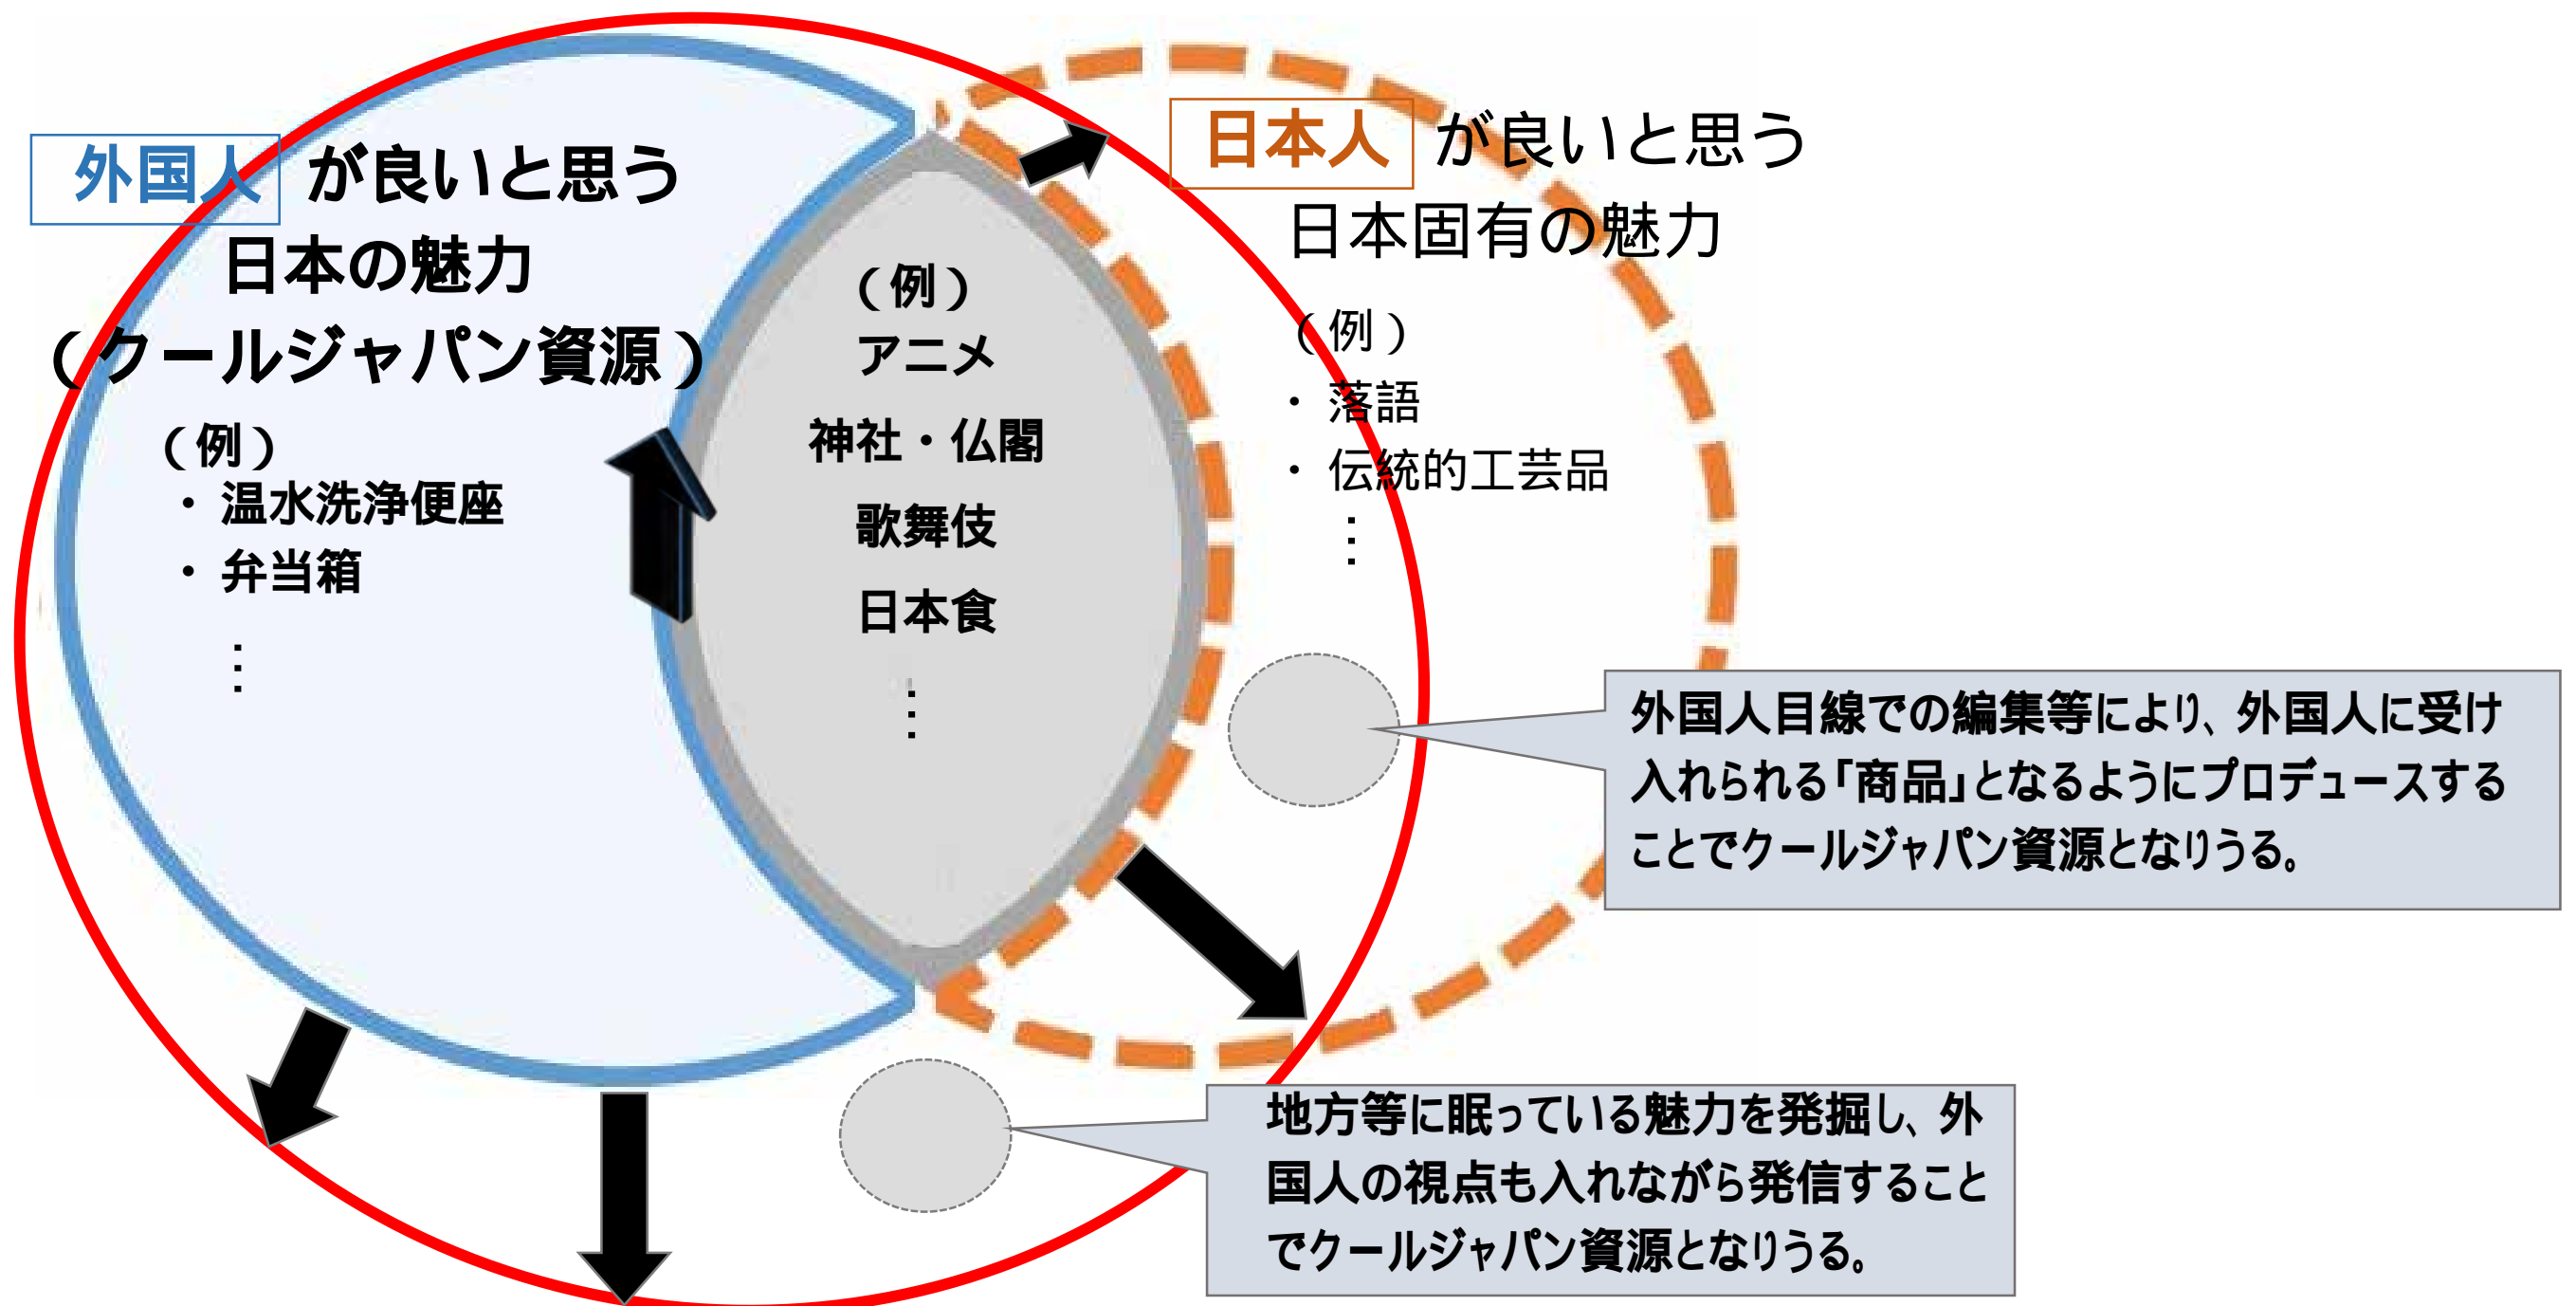 外国人 が良いと思う
日本の魅力
（クールジャパン資源）
（例）
・ 温水洗浄便座
・ 弁当箱
…
（例）
アニメ
神社・仏閣
歌舞伎
日本食
…
日本人 が良いと思う
日本固有の魅力
（例）
・ 落語
・ 伝統的工芸品
…
外国人目線での編集等により、外国人に受け
入れられる「商品」となるようにプロデュースする
ことでクールジャパン資源となりうる。
地方等に眠っている魅力を発掘し、外
国人の視点も入れながら発信すること
でクールジャパン資源となりうる。